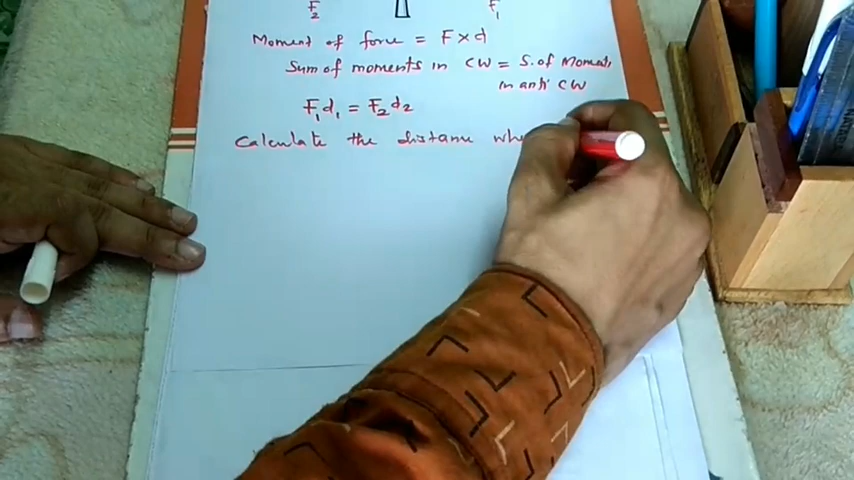 F₂ F₁
Moment of force = F × d
Sum of moments in CW = S. of Moments
in anti CW
F₁d₁ = F₂d₂
Calculate the distance